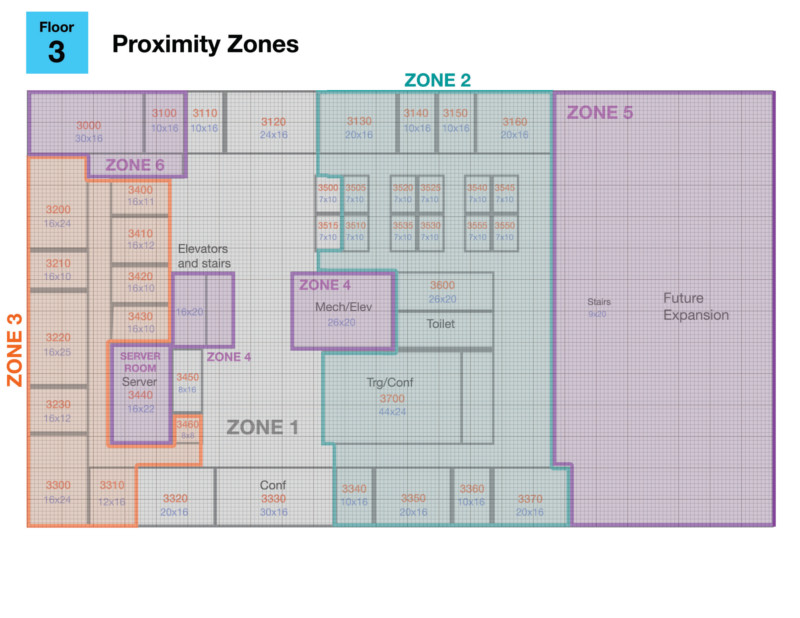 Floor
3
Proximity Zones
ZONE 2
3000
30x16
3100
10x16
3110
10x16
3120
24x16
3130
20x16
3140
10x16
3150
10x16
3160
20x16
ZONE 5
ZONE 6
3200
16x24
3400
16x11
3500
7x10
3505
7x10
3520
7x10
3525
7x10
3540
7x10
3545
7x10
3410
16x12
3515
7x10
3510
7x10
3535
7x10
3530
7x10
3555
7x10
3550
7x10
Elevators
and stairs
3210
16x10
3420
16x10
ZONE 4
Mech/Elev
26x20
3600
26x20
Toilet
Stairs
9x20
Future
Expansion
16x20
3430
16x10
ZONE 3
3220
16x25
SERVER
ROOM
Server
3440
16x22
ZONE 4
3450
8x16
Trg/Conf
3700
44x24
3230
16x12
3460
8x8
ZONE 1
3300
16x24
3310
12x16
3320
20x16
Conf
3330
30x16
3340
10x16
3350
20x16
3360
10x16
3370
20x16